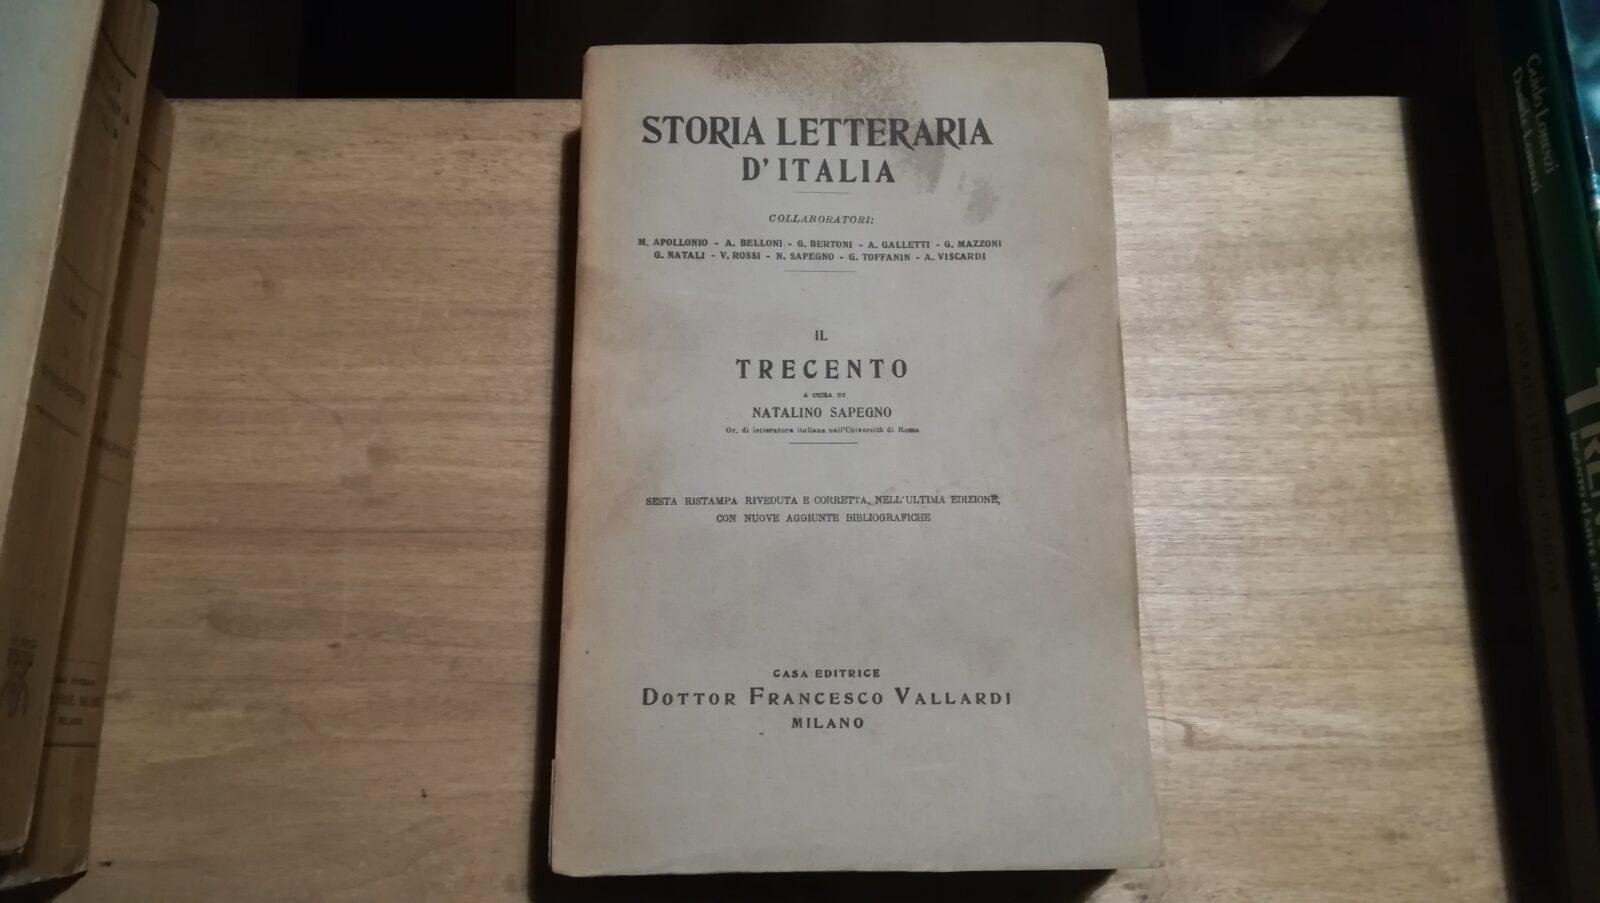 STORIA LETTERARIA
D'ITALIA
COLLABORATORI:
M. APOLLONIO - A. BELLONI - G. BERTONI - A. GALLETTI - G. MAZZONI
G. NATALI - V. ROSSI - N. SAPEGNO - G. TOFFANIN - A. VISCARDI
IL
TRECENTO
A CURA DI
NATALINO SAPEGNO
Or. di letteratura italiana nell'Università di Roma
SESTA RISTAMPA RIVEDUTA E CORRETTA, NELL'ULTIMA EDIZIONE,
CON NUOVE AGGIUNTE BIBLIOGRAFICHE
CASA EDITRICE
DOTTOR FRANCESCO VALLARDI
MILANO
Carlo Lorenzi